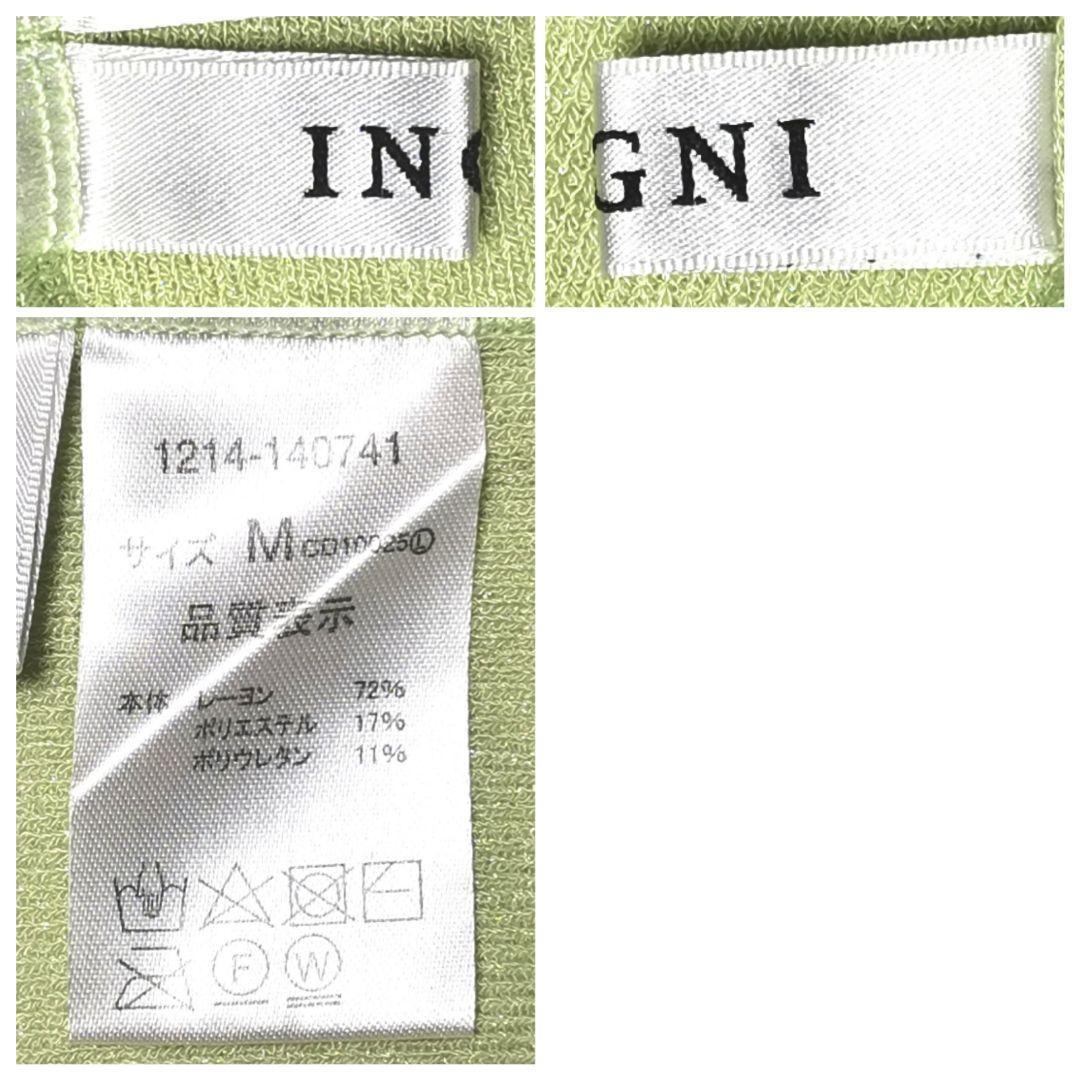 INC
GNI
1214-140741
サイズ M CD10025Ⓛ
品質表示
本体 レーヨン 72%
ポリエステル 17%
ポリウレタン 11%
F W